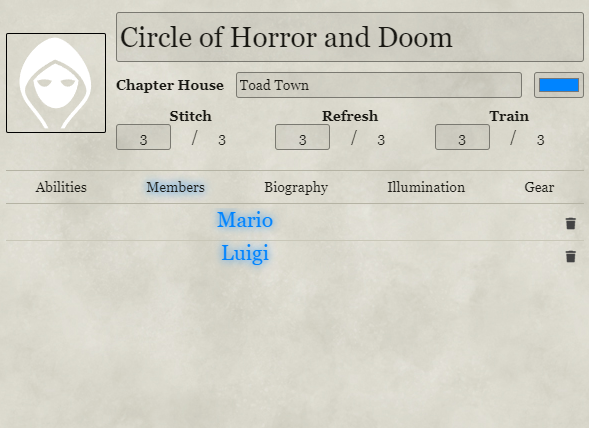 Circle of Horror and Doom
Chapter House Toad Town
Stitch Refresh Train
3 / 3 3 / 3 3 / 3
Abilities Members Biography Illumination Gear
Mario
Luigi